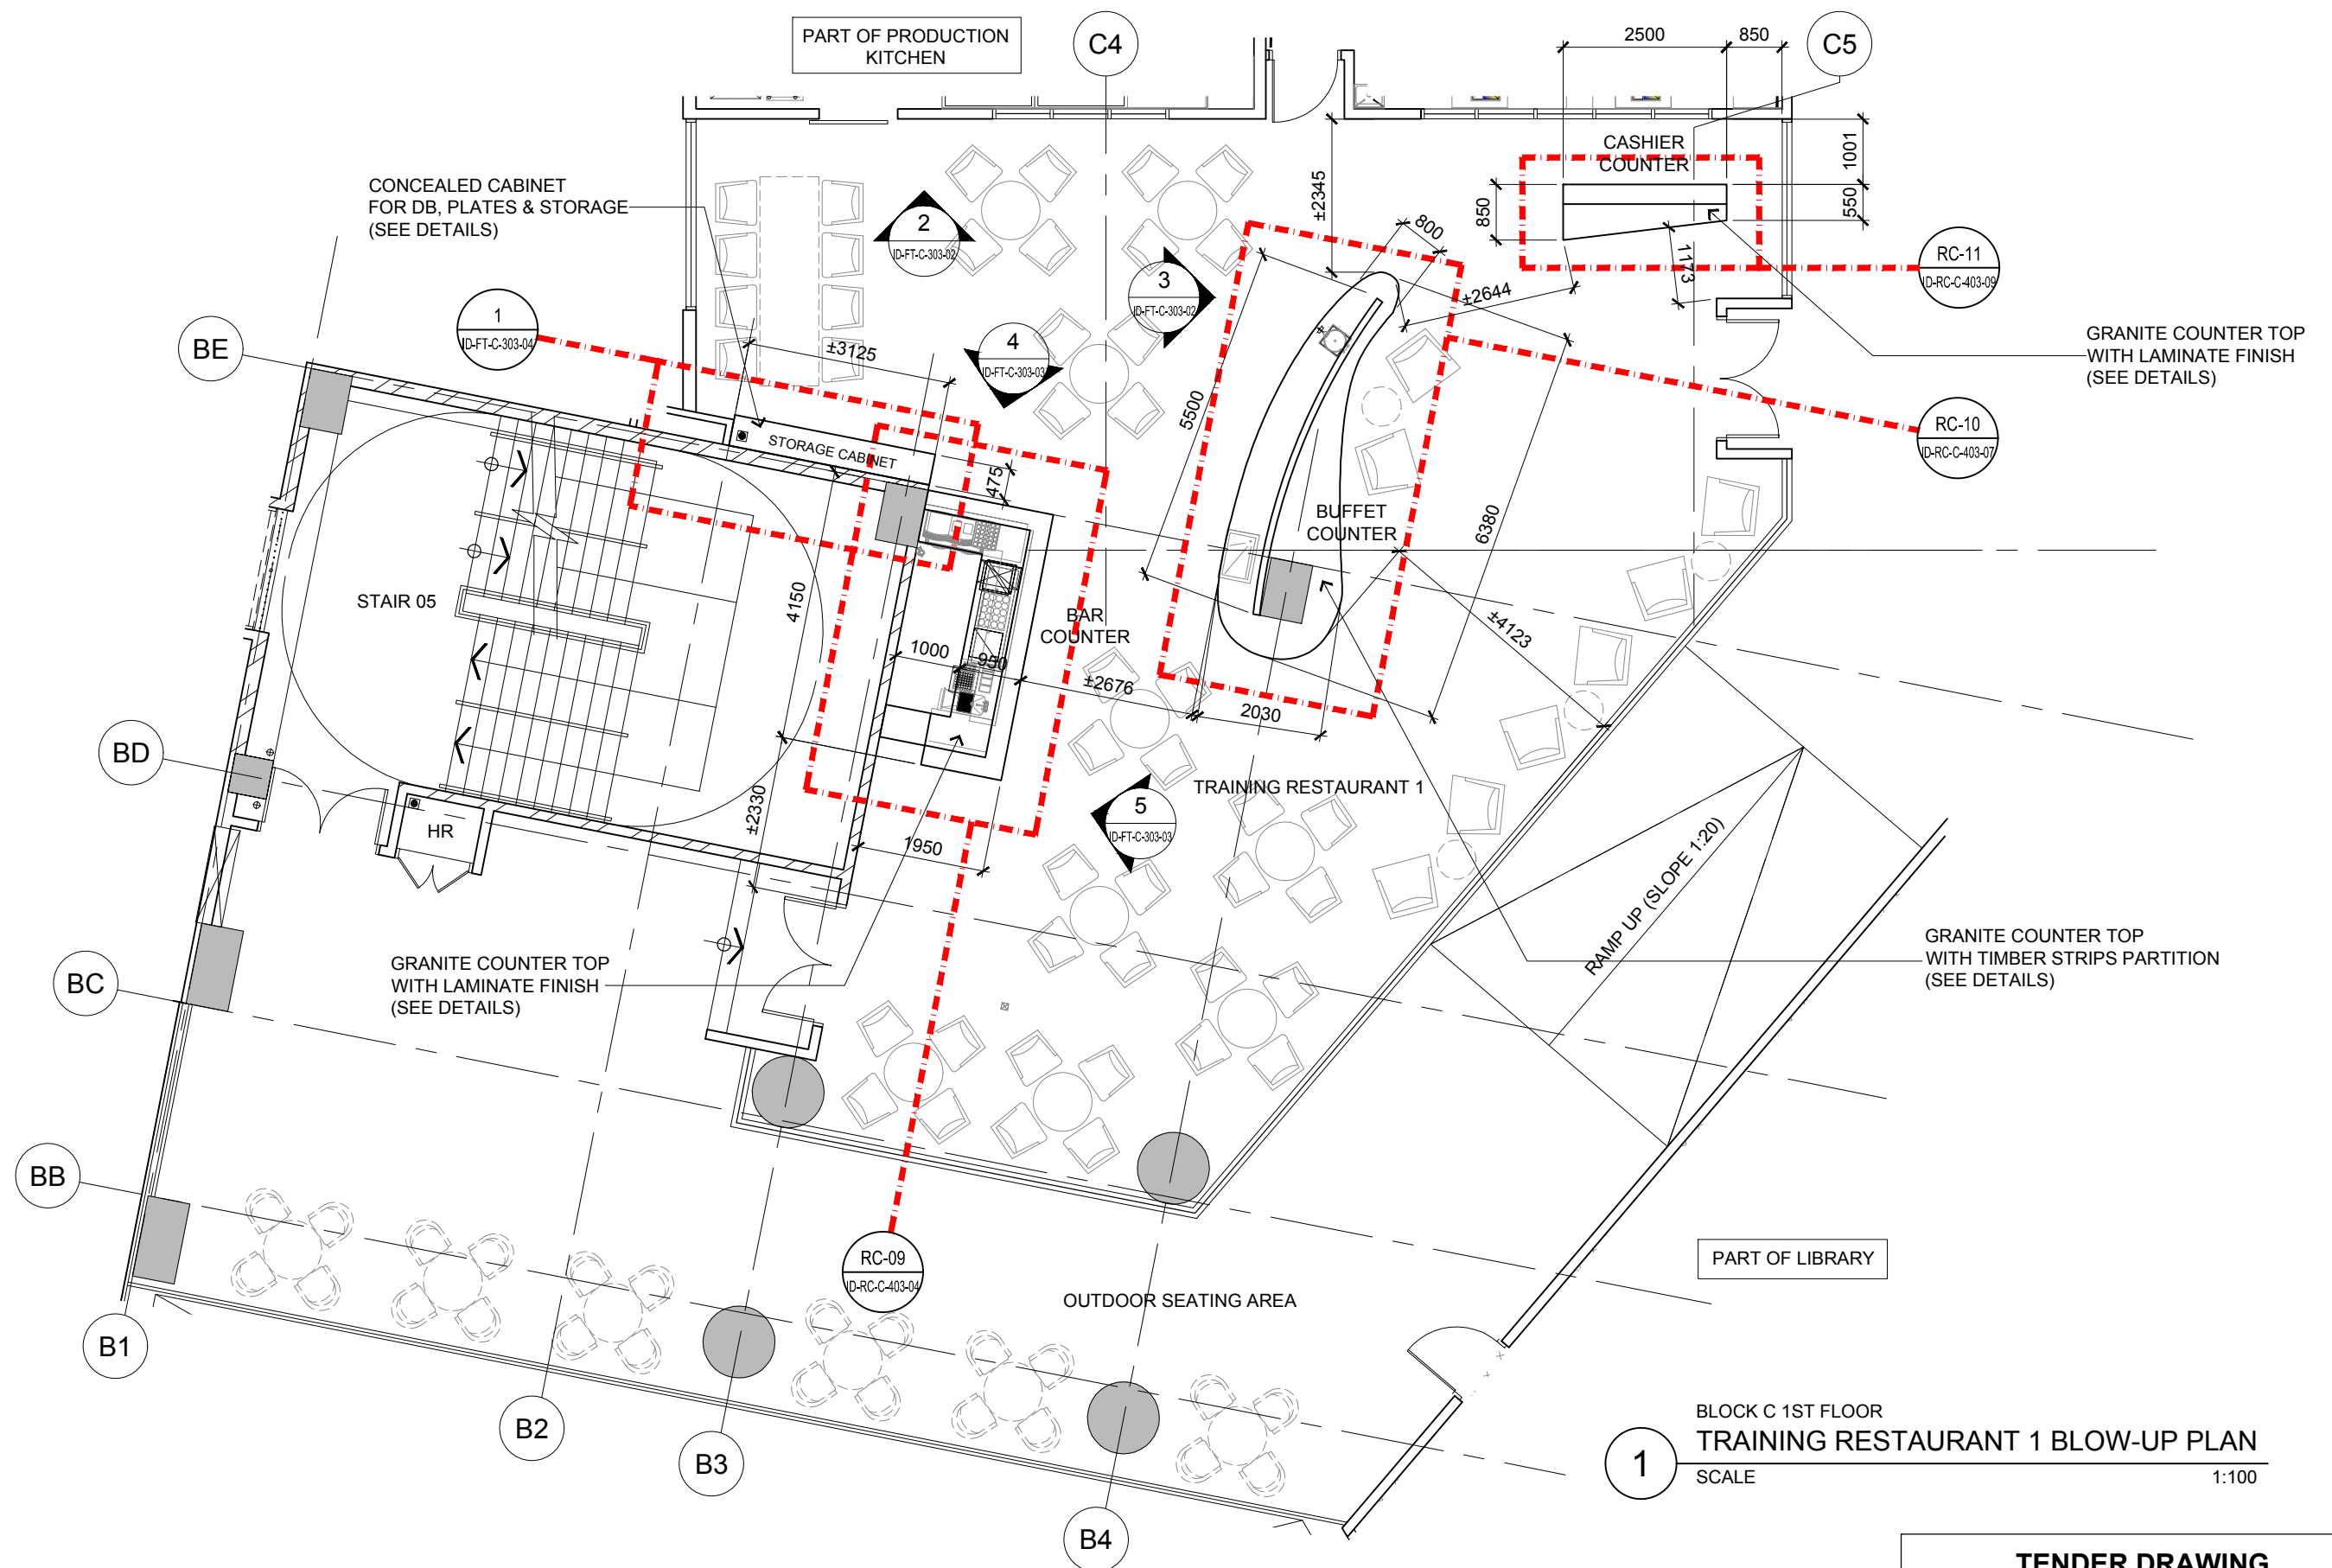 PART OF PRODUCTION
KITCHEN
C4
2500
850
C5
CASHIER
COUNTER
1001
550
850
±2345
800
1173
±2644
CONCEALED CABINET
FOR DB, PLATES & STORAGE
(SEE DETAILS)
2
ID-FT-C-303-02
3
ID-FT-C-303-02
4
ID-FT-C-303-03
RC-11
ID-RC-C-403-09
1
ID-FT-C-303-04
BE
±3125
GRANITE COUNTER TOP
WITH LAMINATE FINISH
(SEE DETAILS)
5500
RC-10
ID-RC-C-403-07
STORAGE CABINET
475
BUFFET
COUNTER
6380
STAIR 05
4150
BAR
COUNTER
±4123
1000
950
±2676
2030
BD
TRAINING RESTAURANT 1
5
ID-FT-C-303-03
HR
±2330
1950
RAMP UP (SLOPE 1:20)
GRANITE COUNTER TOP
WITH TIMBER STRIPS PARTITION
(SEE DETAILS)
GRANITE COUNTER TOP
WITH LAMINATE FINISH
(SEE DETAILS)
BC
BB
RC-09
ID-RC-C-403-04
PART OF LIBRARY
OUTDOOR SEATING AREA
B1
B2
B3
B4
BLOCK C 1ST FLOOR
1
TRAINING RESTAURANT 1 BLOW-UP PLAN
SCALE 1:100
TENDER DRAWING